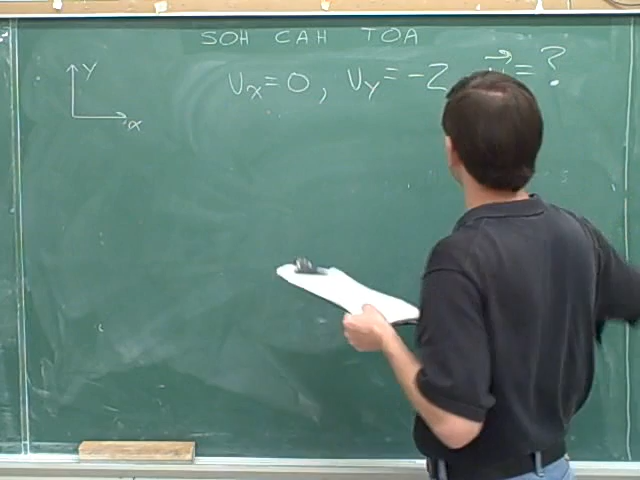 SOH CAH TOA
Ux=0, Uy=-2 =?
Y
x